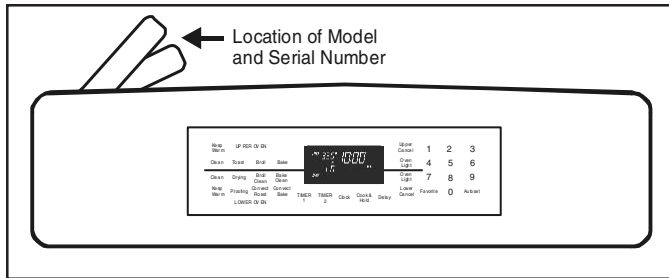 Location of Model
and Serial Number
Keep
Warm
UPPER OVEN
Clean Toast Broil Bake
Clean Drying Broil
Clean Bake
Clean
Keep
Warm Proofing Convect
Roast Convect
Bake
LOWER OVEN
TIMER
1 TIMER
2 Clock Cook &
Hold Delay
350° 10:00
Upper
Cancel 1 2 3
Oven
Light 4 5 6
Oven
Light 7 8 9
Lower
Cancel Favorite 0 Autoset